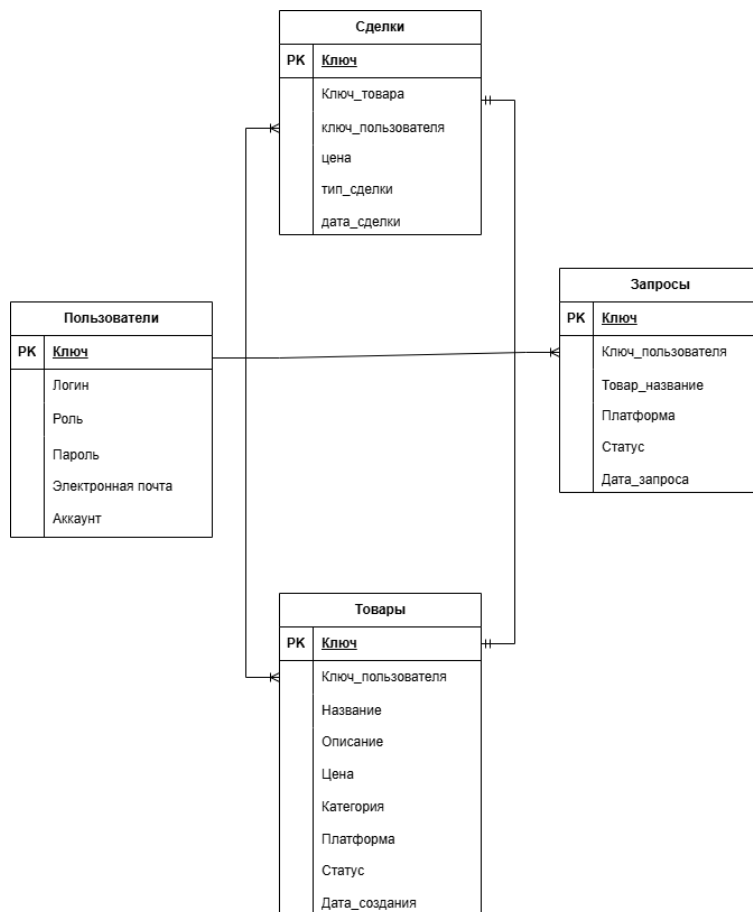 Сделки
PK Ключ
Ключ_товара
ключ_пользователя
цена
тип_сделки
дата_сделки
Пользователи
PK Ключ
Логин
Роль
Пароль
Электронная почта
Аккаунт
Запросы
PK Ключ
Ключ_пользователя
Товар_название
Платформа
Статус
Дата_запроса
Товары
PK Ключ
Ключ_пользователя
Название
Описание
Цена
Категория
Платформа
Статус
Дата_создания